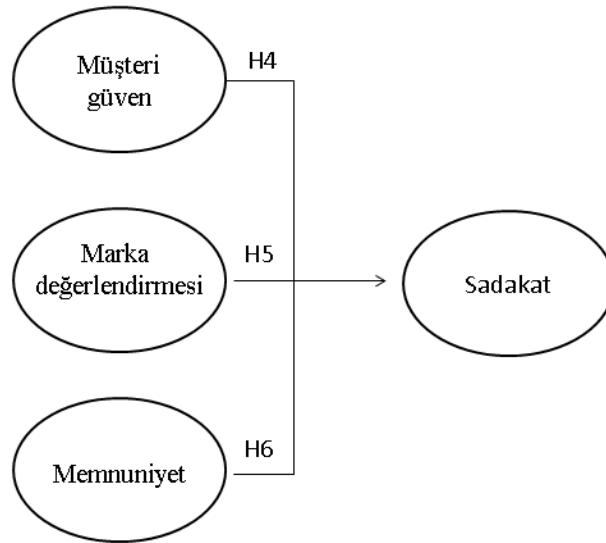 Müşteri
güven
H4
Marka
değerlendirmesi
H5
Sadakat
Memnuniyet
H6